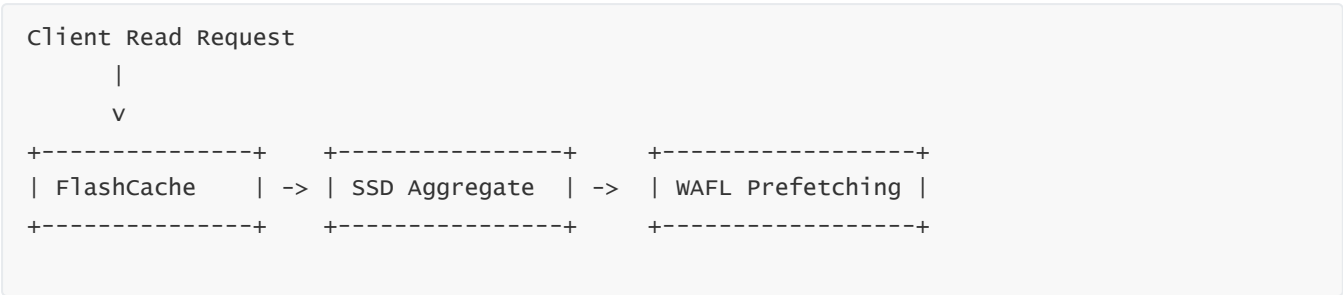 Client Read Request
      |
      v
+---------------+    +----------------+     +------------------+
| FlashCache    | -> | SSD Aggregate  | ->  | WAFL Prefetching |
+---------------+    +----------------+     +------------------+